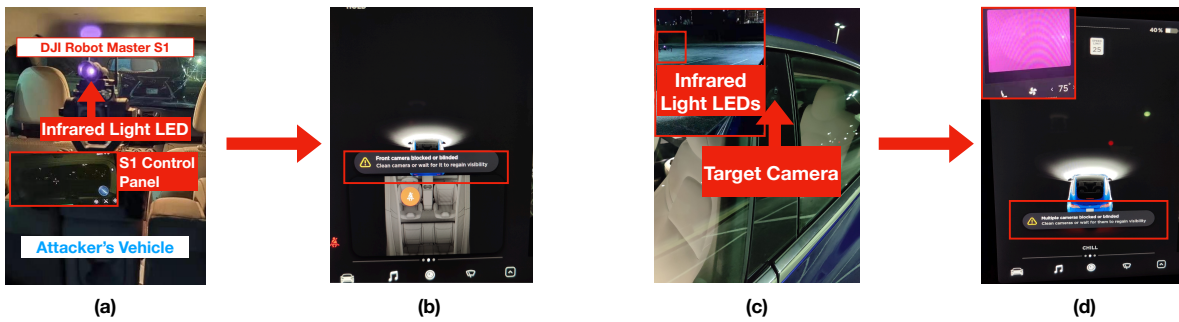 DJI Robot Master S1
Infrared Light LED
S1 Control
Panel
Attacker's Vehicle
(a)
Front camera blocked or blinded
Clean camera or wait for it to regain visibility
(b)
Infrared
Light LEDs
Target Camera
(c)
75°
40%
25
Multiple cameras blocked or blinded
Clean cameras or wait for them to regain visibility
CHILL
(d)